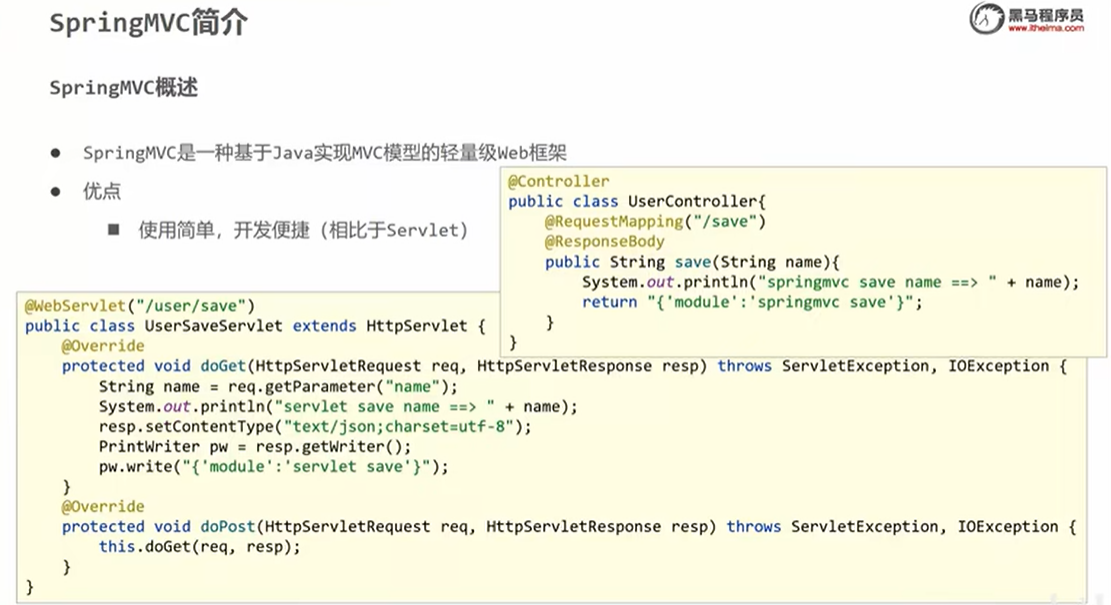 SpringMVC简介
黑马程序员
www.itheima.com
SpringMVC概述
● SpringMVC是一种基于Java实现MVC模型的轻量级Web框架
● 优点
■ 使用简单，开发便捷（相比于Servlet）
@Controller
public class UserController{
    @RequestMapping("/save")
    @ResponseBody
    public String save(String name){
        System.out.println("springmvc save name ==> " + name);
        return "{'module':'springmvc save'}";
    }
}
@WebServlet("/user/save")
public class UserSaveServlet extends HttpServlet {
    @Override
    protected void doGet(HttpServletRequest req, HttpServletResponse resp) throws ServletException, IOException {
        String name = req.getParameter("name");
        System.out.println("servlet save name ==> " + name);
        resp.setContentType("text/json;charset=utf-8");
        PrintWriter pw = resp.getWriter();
        pw.write("{'module':'servlet save'}");
    }
    @Override
    protected void doPost(HttpServletRequest req, HttpServletResponse resp) throws ServletException, IOException {
        this.doGet(req, resp);
    }
}